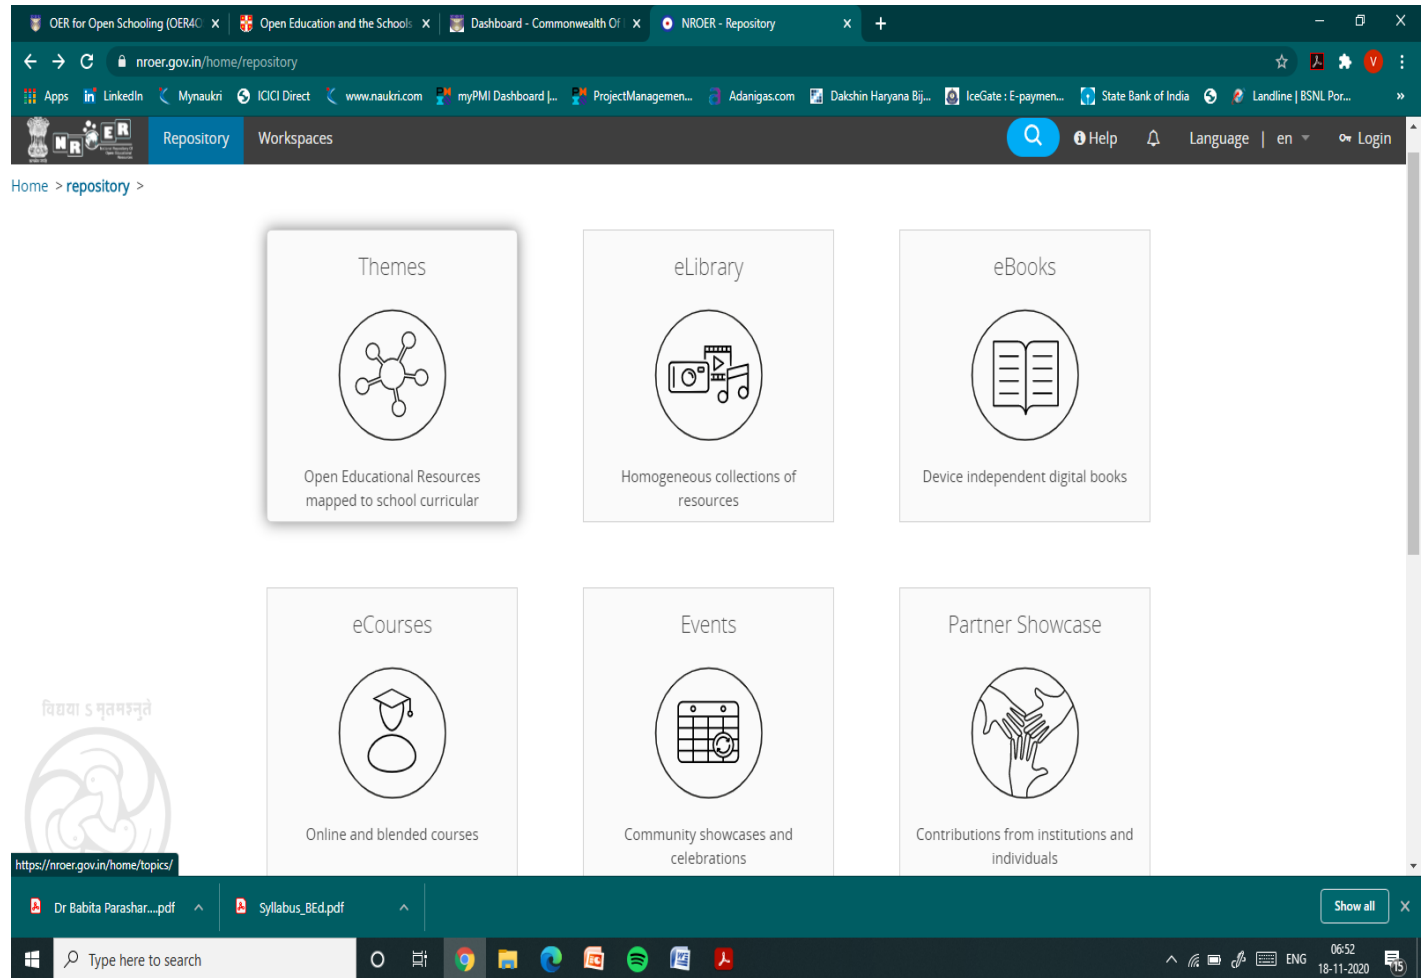 OER for Open Schooling (OER4O
Open Education and the Schools
Dashboard - Commonwealth Of
NROER - Repository
nroer.gov.in/home/repository
Apps
LinkedIn
Mynaukri
ICICI Direct
www.naukri.com
myPMI Dashboard |...
ProjectManagemen...
Adanigas.com
Dakshin Haryana Bij...
IceGate : E-paymen...
State Bank of India
Landline | BSNL Por...
»
NROER
Repository
Workspaces
Help
Language | en
Login
Home > repository >
Themes
eLibrary
eBooks
Open Educational Resources
mapped to school curricular
Homogeneous collections of
resources
Device independent digital books
eCourses
Events
Partner Showcase
Online and blended courses
Community showcases and
celebrations
Contributions from institutions and
individuals
विद्यया ऽ मृतमश्नुते
https://nroer.gov.in/home/topics/
Dr Babita Parashar....pdf
Syllabus_BEd.pdf
Show all
Type here to search
ENG
06:52
18-11-2020
15